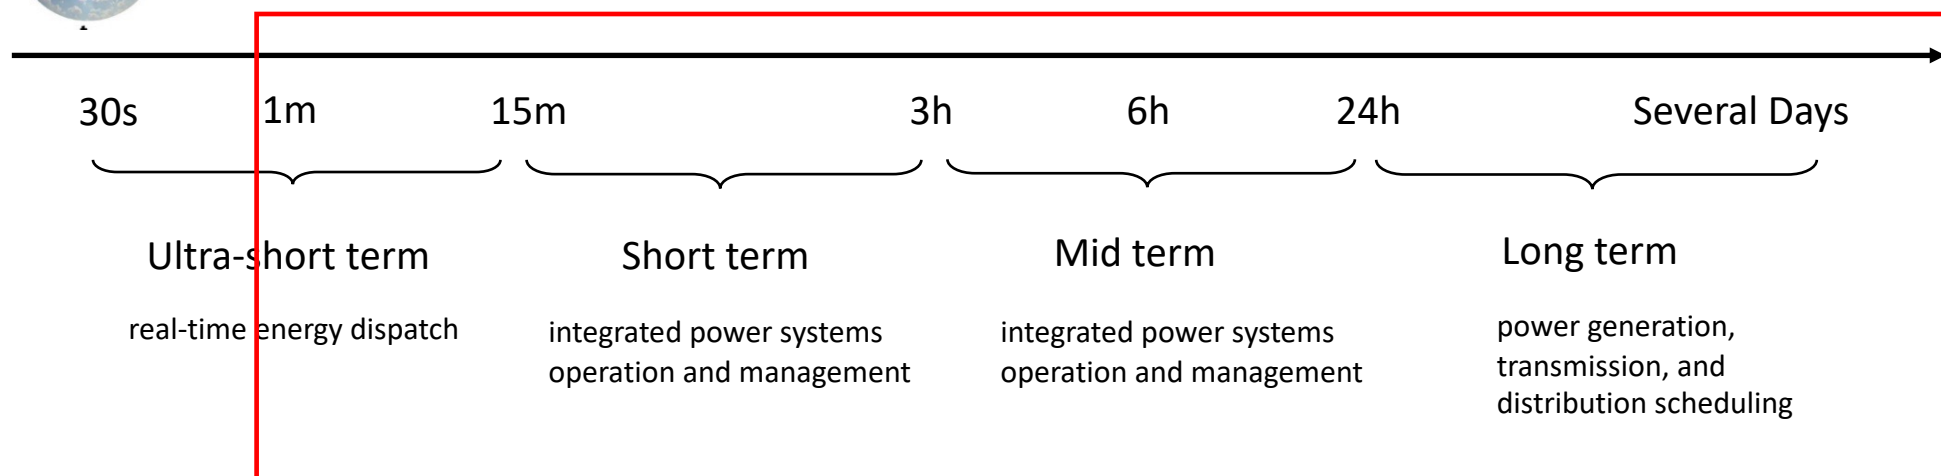 30s 1m 15m 3h 6h 24h Several Days
Ultra-short term Short term Mid term Long term
real-time energy dispatch
integrated power systems
operation and management
integrated power systems
operation and management
power generation,
transmission, and
distribution scheduling